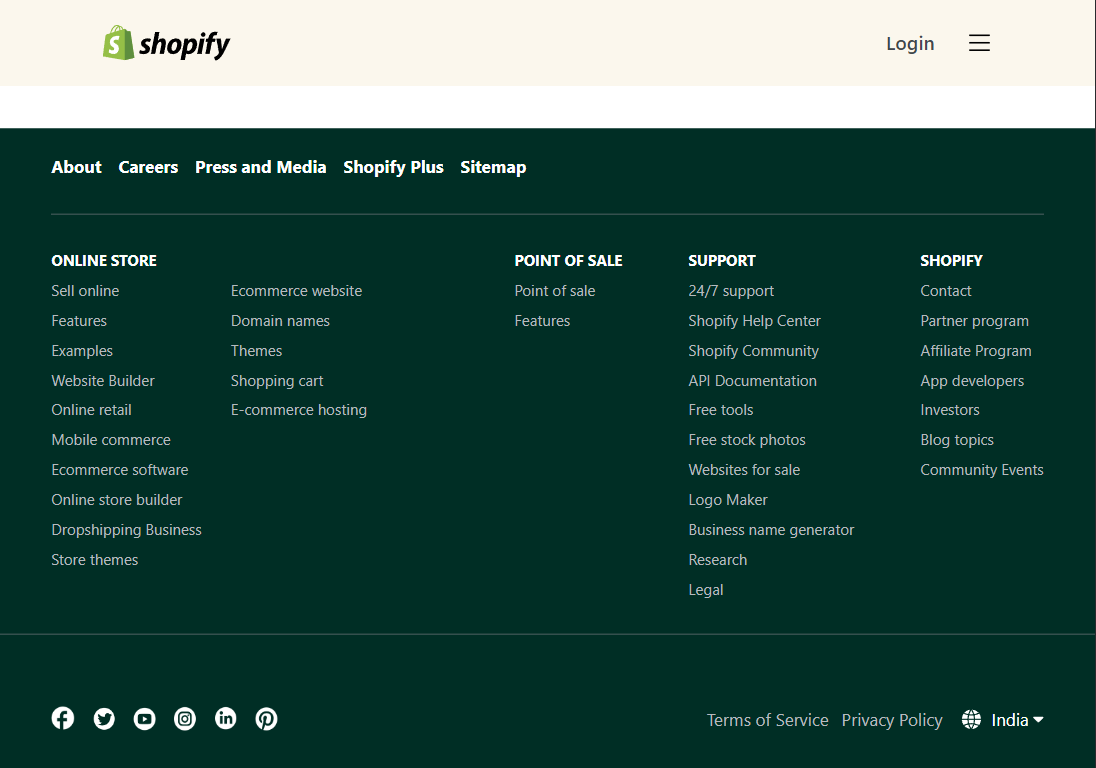 shopify
Login
About Careers Press and Media Shopify Plus Sitemap
ONLINE STORE
Sell online
Features
Examples
Website Builder
Online retail
Mobile commerce
Ecommerce software
Online store builder
Dropshipping Business
Store themes
Ecommerce website
Domain names
Themes
Shopping cart
E-commerce hosting
POINT OF SALE
Point of sale
Features
SUPPORT
24/7 support
Shopify Help Center
Shopify Community
API Documentation
Free tools
Free stock photos
Websites for sale
Logo Maker
Business name generator
Research
Legal
SHOPIFY
Contact
Partner program
Affiliate Program
App developers
Investors
Blog topics
Community Events
Terms of Service Privacy Policy India